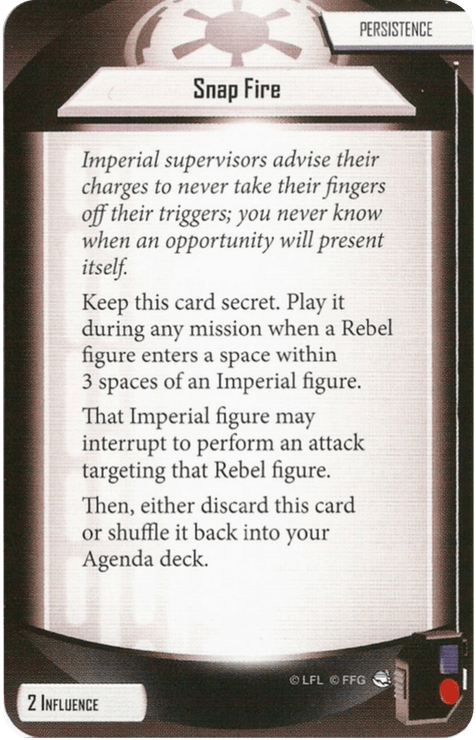 PERSISTENCE
Snap Fire
Imperial supervisors advise their
charges to never take their fingers
off their triggers; you never know
when an opportunity will present
itself.
Keep this card secret. Play it
during any mission when a Rebel
figure enters a space within
3 spaces of an Imperial figure.
That Imperial figure may
interrupt to perform an attack
targeting that Rebel figure.
Then, either discard this card
or shuffle it back into your
Agenda deck.
© LFL © FFG
2 INFLUENCE